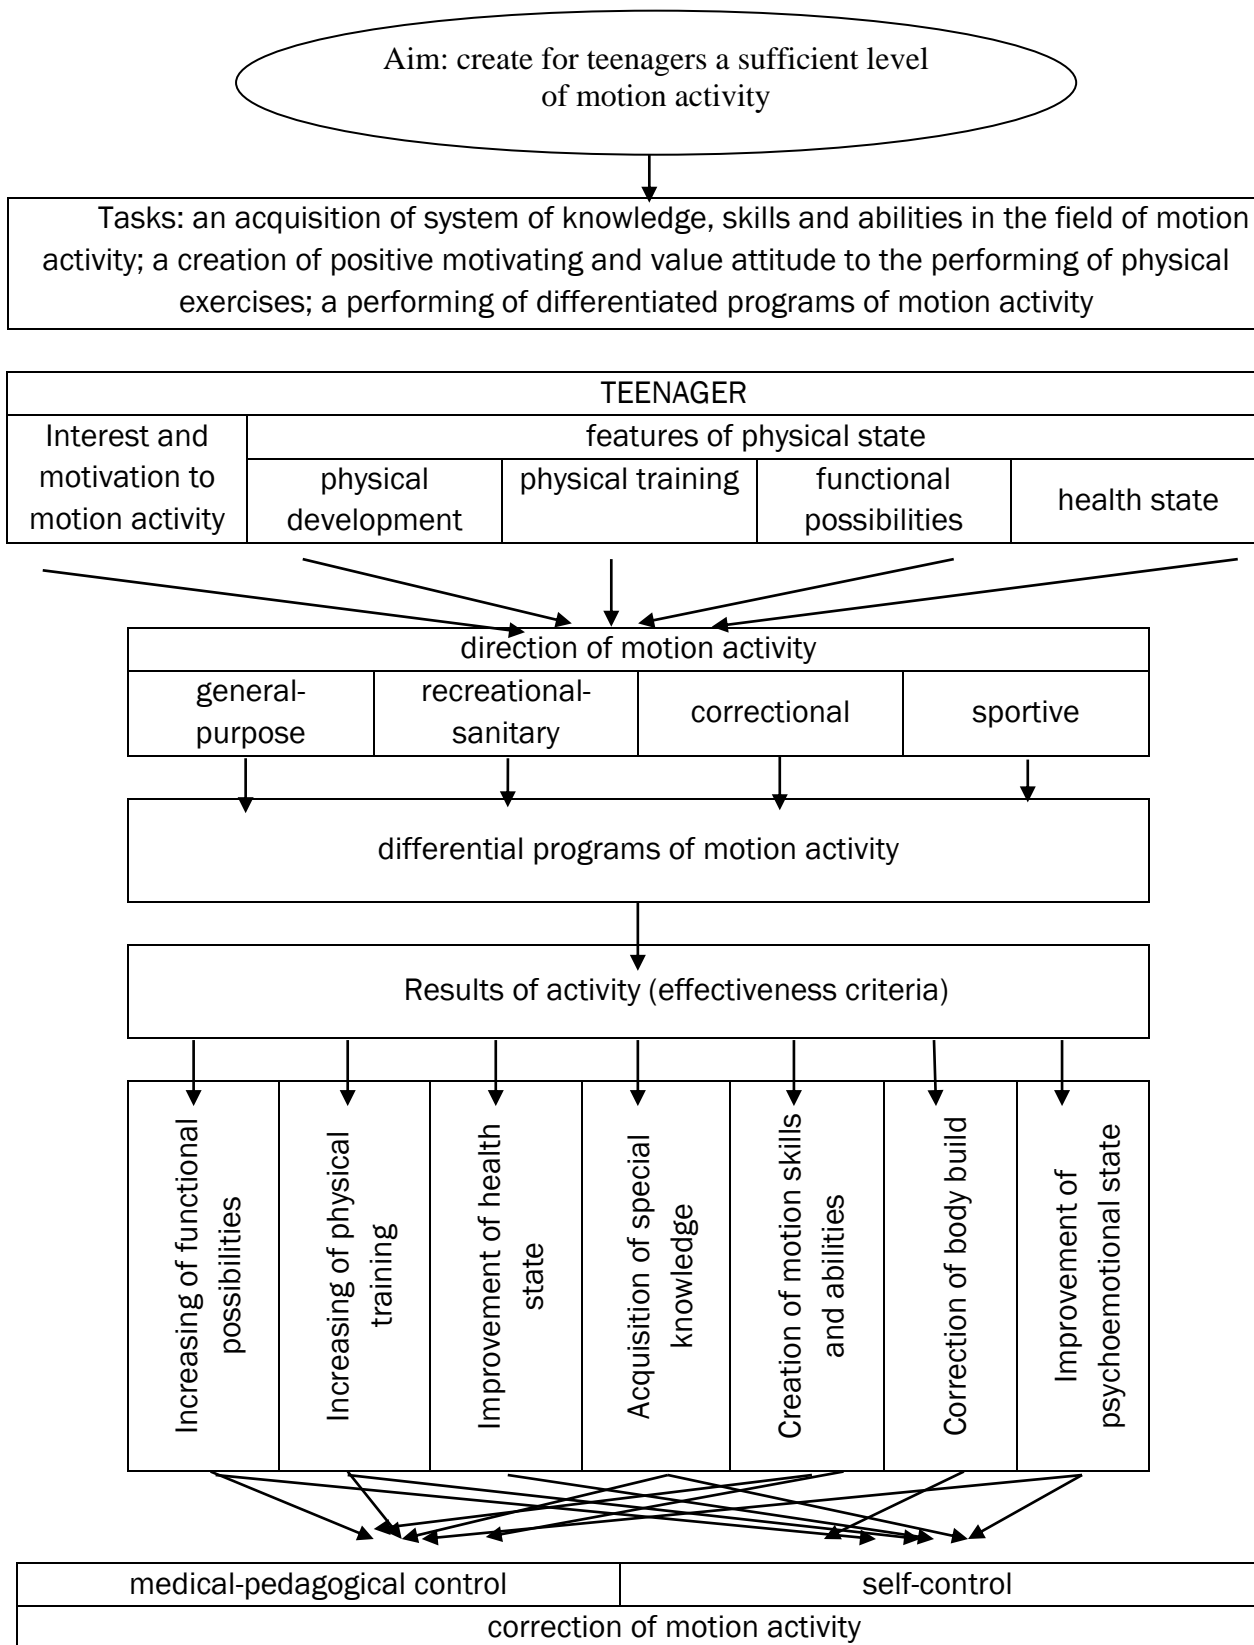 Aim: create for teenagers a sufficient level
of motion activity
Tasks: an acquisition of system of knowledge, skills and abilities in the field of motion
activity; a creation of positive motivating and value attitude to the performing of physical
exercises; a performing of differentiated programs of motion activity
TEENAGER
Interest and
motivation to
motion activity
features of physical state
physical
development
physical training
functional
possibilities
health state
direction of motion activity
general-
purpose
recreational-
sanitary
correctional
sportive
differential programs of motion activity
Results of activity (effectiveness criteria)
Increasing of functional
possibilities
Increasing of physical
training
Improvement of health
state
Acquisition of special
knowledge
Creation of motion skills
and abilities
Correction of body build
Improvement of
psychoemotional state
medical-pedagogical control
self-control
correction of motion activity